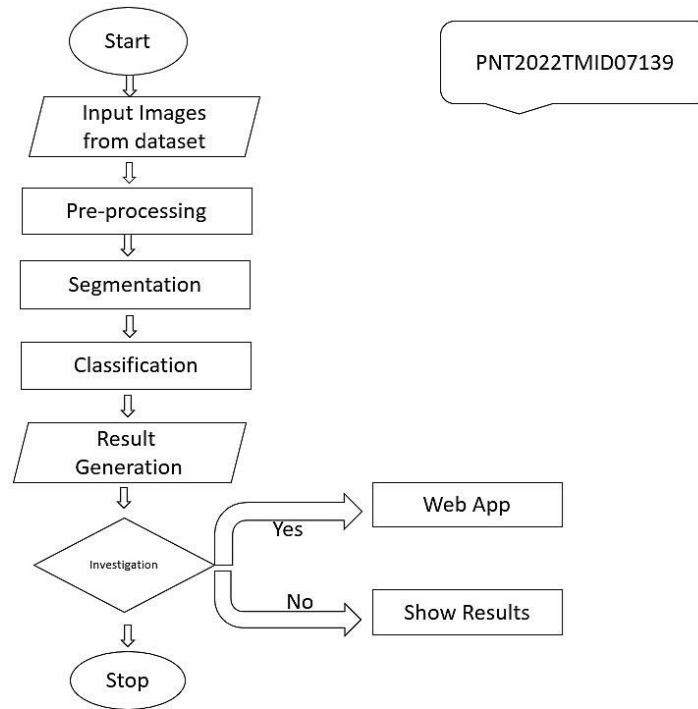 Start
PNT2022TMID07139
Input Images
from dataset
Pre-processing
Segmentation
Classification
Result
Generation
Web App
Yes
Investigation
No
Show Results
Stop